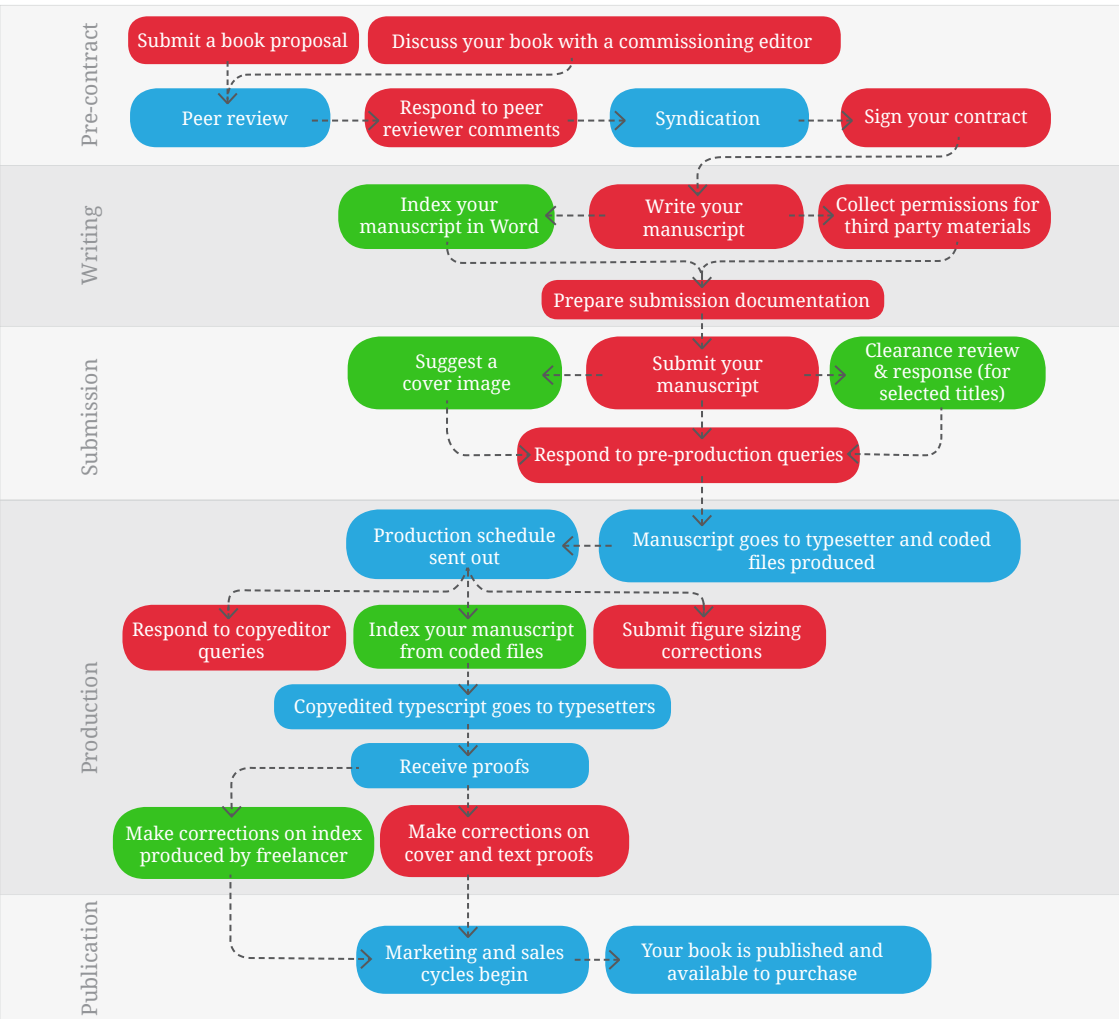 Pre-contract
Submit a book proposal
Discuss your book with a commissioning editor
Peer review
Respond to peer
reviewer comments
Syndication
Sign your contract
Writing
Index your
manuscript in Word
Write your
manuscript
Collect permissions for
third party materials
Prepare submission documentation
Submission
Suggest a
cover image
Submit your
manuscript
Clearance review
& response (for
selected titles)
Respond to pre-production queries
Production
Production schedule
sent out
Manuscript goes to typesetter and coded
files produced
Respond to copyeditor
queries
Index your manuscript
from coded files
Submit figure sizing
corrections
Copyedited typescript goes to typesetters
Receive proofs
Make corrections on index
produced by freelancer
Make corrections on
cover and text proofs
Publication
Marketing and sales
cycles begin
Your book is published and
available to purchase